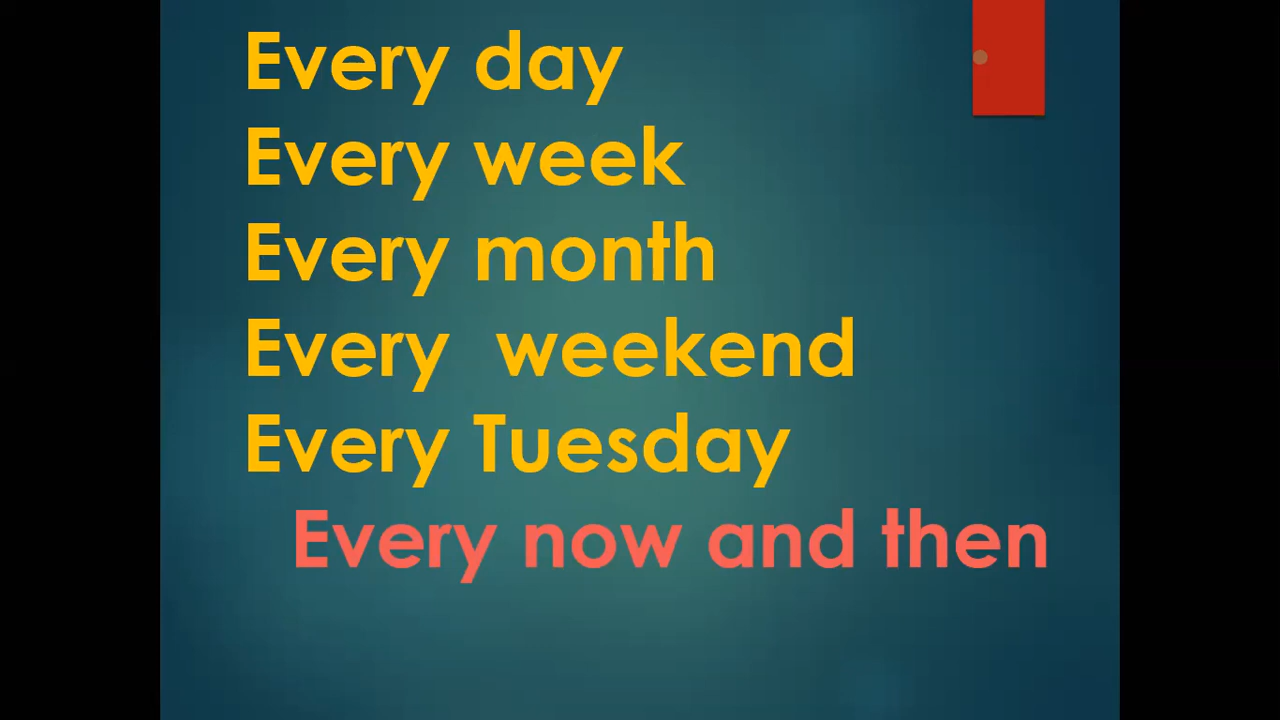 Every day
Every week
Every month
Every  weekend
Every Tuesday
Every now and then